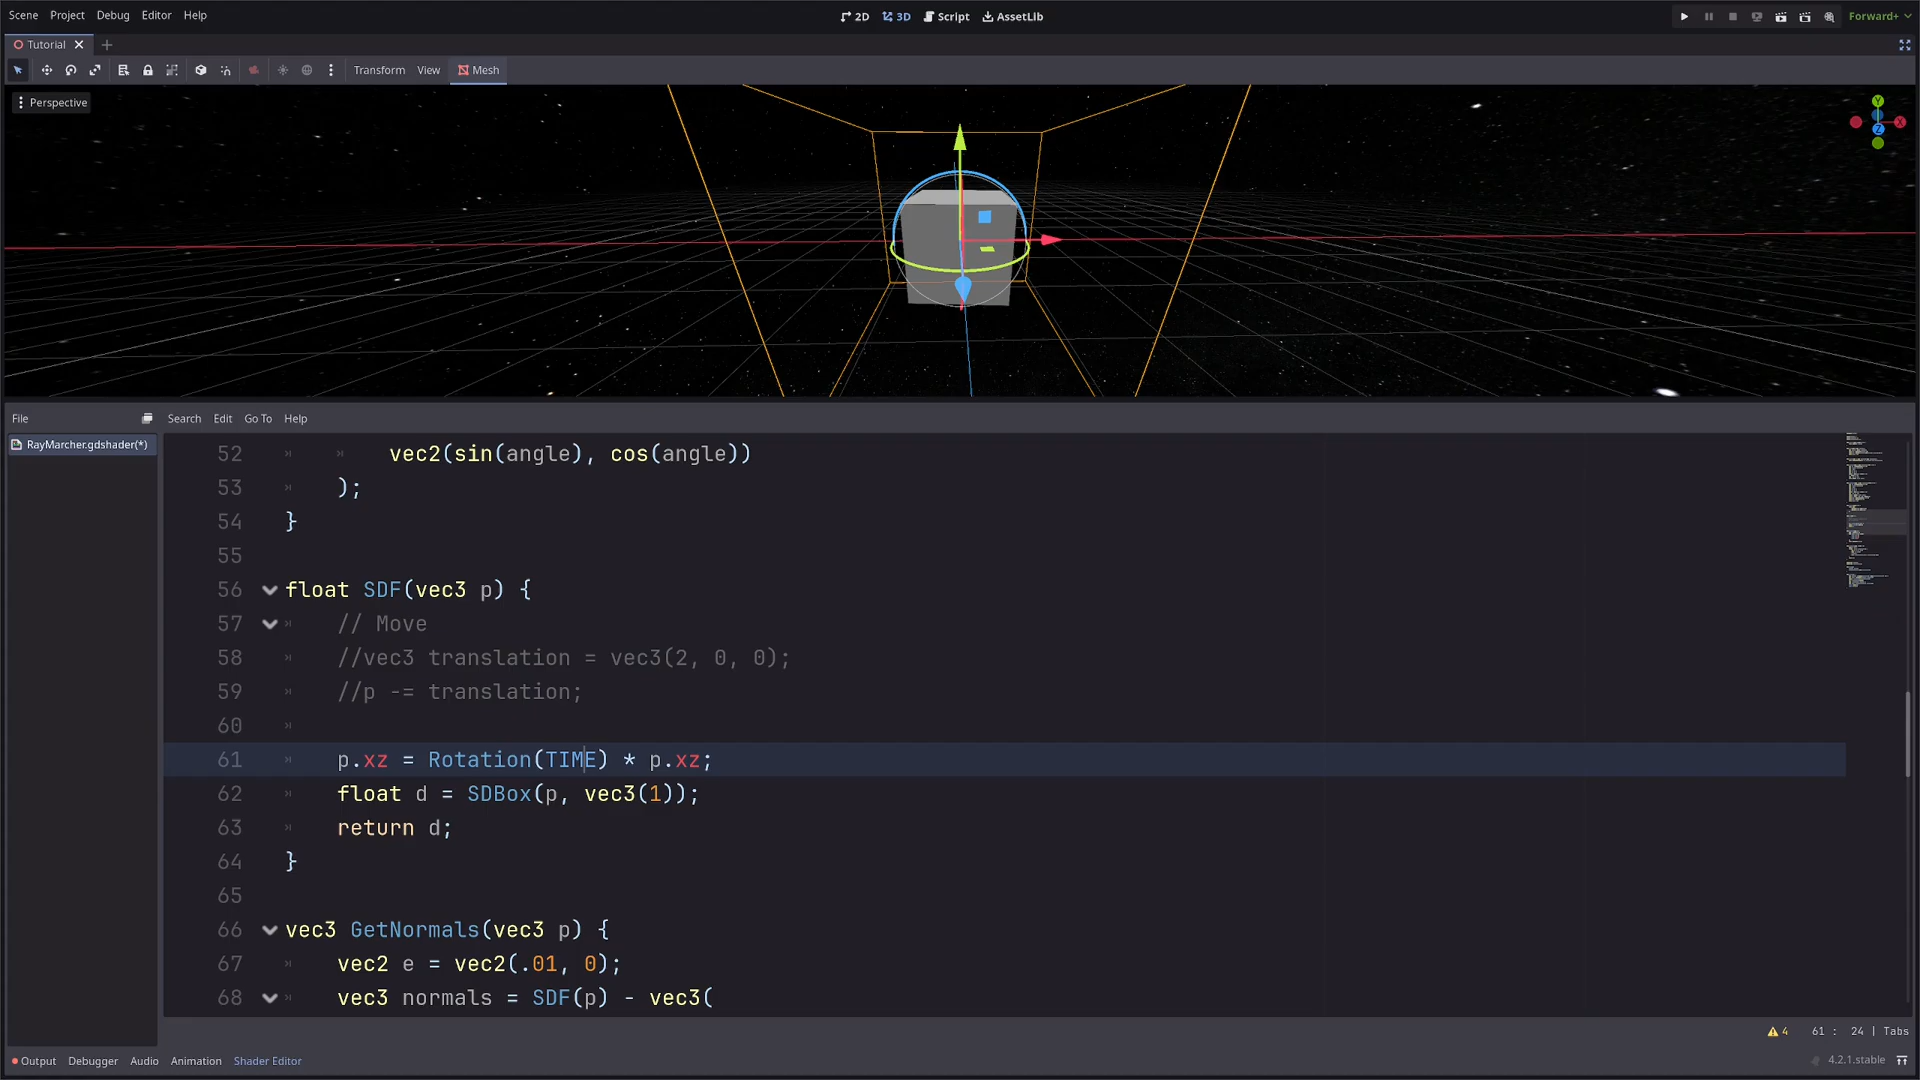 Scene Project Debug Editor Help
2D 3D Script AssetLib
Forward+
Tutorial
Transform View Mesh
Perspective
Y
X
Z
File Search Edit Go To Help
RayMarcher.gdshader(*)
52 vec2(sin(angle), cos(angle))
53 );
54 }
55
56 float SDF(vec3 p) {
57 // Move
58 //vec3 translation = vec3(2, 0, 0);
59 //p -= translation;
60
61 p.xz = Rotation(TIME) * p.xz;
62 float d = SDBox(p, vec3(1));
63 return d;
64 }
65
66 vec3 GetNormals(vec3 p) {
67 vec2 e = vec2(.01, 0);
68 vec3 normals = SDF(p) - vec3(
4 61 : 24 | Tabs
Output Debugger Audio Animation Shader Editor
4.2.1.stable